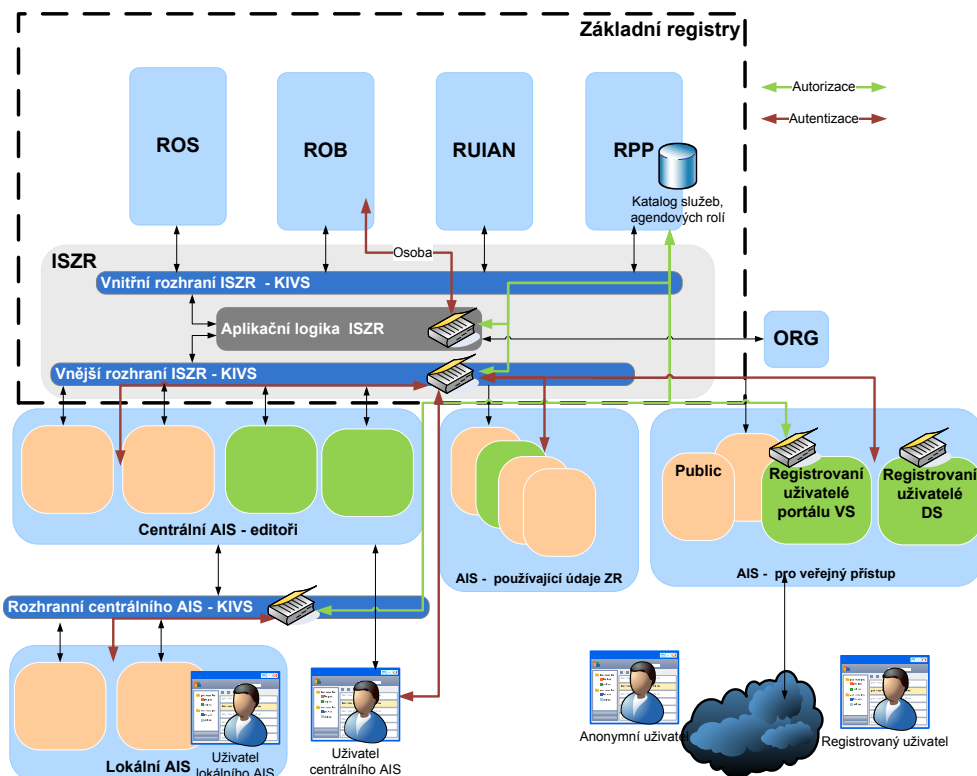 Základní registry
Autorizace
Autentizace
ROS
ROB
RUIAN
RPP
Katalog služeb,
agendových rolí
ISZR
Osoba
Vnitřní rozhraní ISZR - KIVS
Aplikační logika ISZR
ORG
Vnější rozhraní ISZR - KIVS
Public
Registrovaní
uživatelé
portálu VS
Registrovaní
uživatelé
DS
Centrální AIS - editoři
AIS - používající údaje ZR
AIS - pro veřejný přístup
Rozhranní centrálního AIS - KIVS
Anonymní uživatel
Registrovaný uživatel
Uživatel
lokálního AIS
Uživatel
centrálního AIS
Lokální AIS